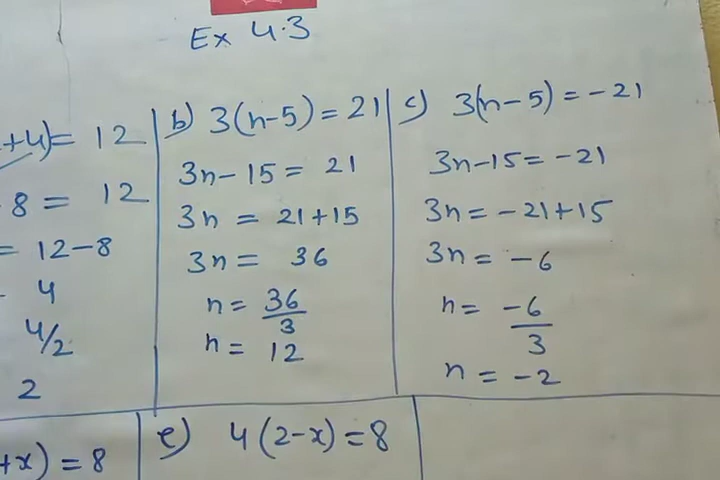 Ex 4.3
+4) = 12
8 = 12
= 12-8
4
4/2
2
b) 3(n-5) = 21
3n - 15 = 21
3n = 21+15
3n = 36
n = 36/3
n = 12
c) 3(n-5) = -21
3n-15 = -21
3n = -21+15
3n = -6
n = -6/3
n = -2
+x) = 8
e) 4(2-x) = 8